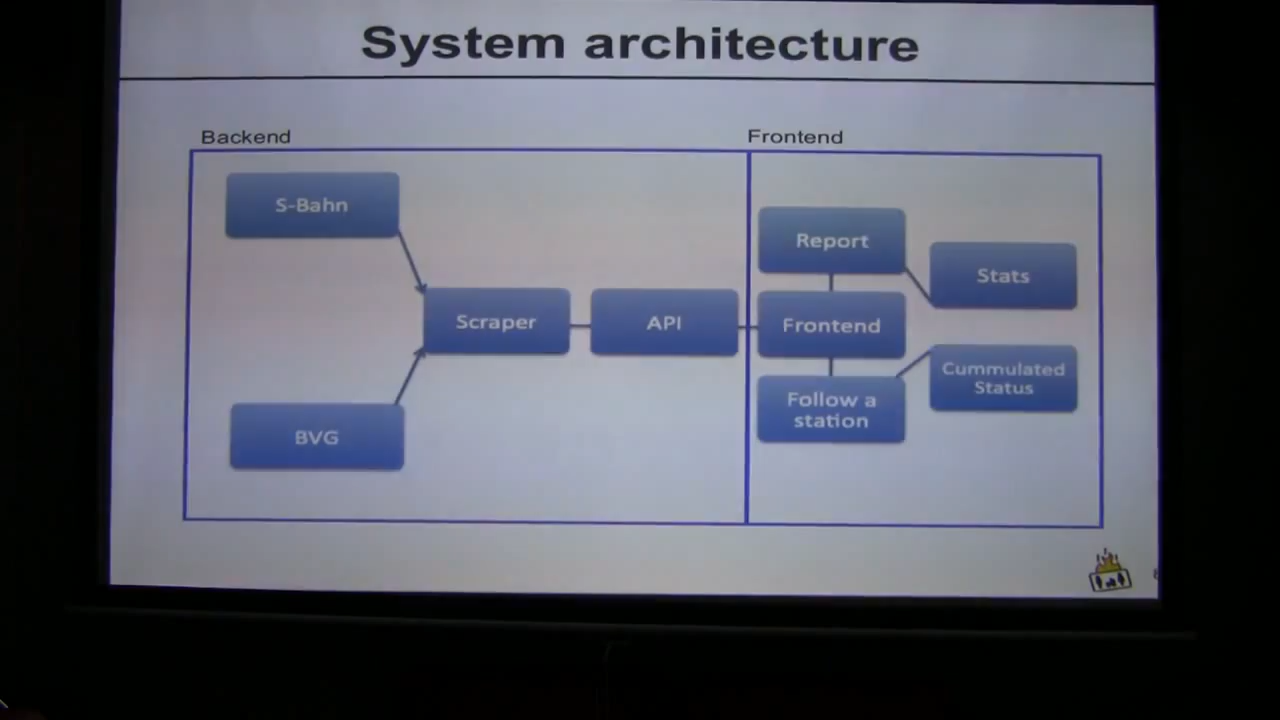 System architecture
Backend
Frontend
S-Bahn
Report
Stats
Scraper
API
Frontend
Cummulated
Status
Follow a
station
BVG